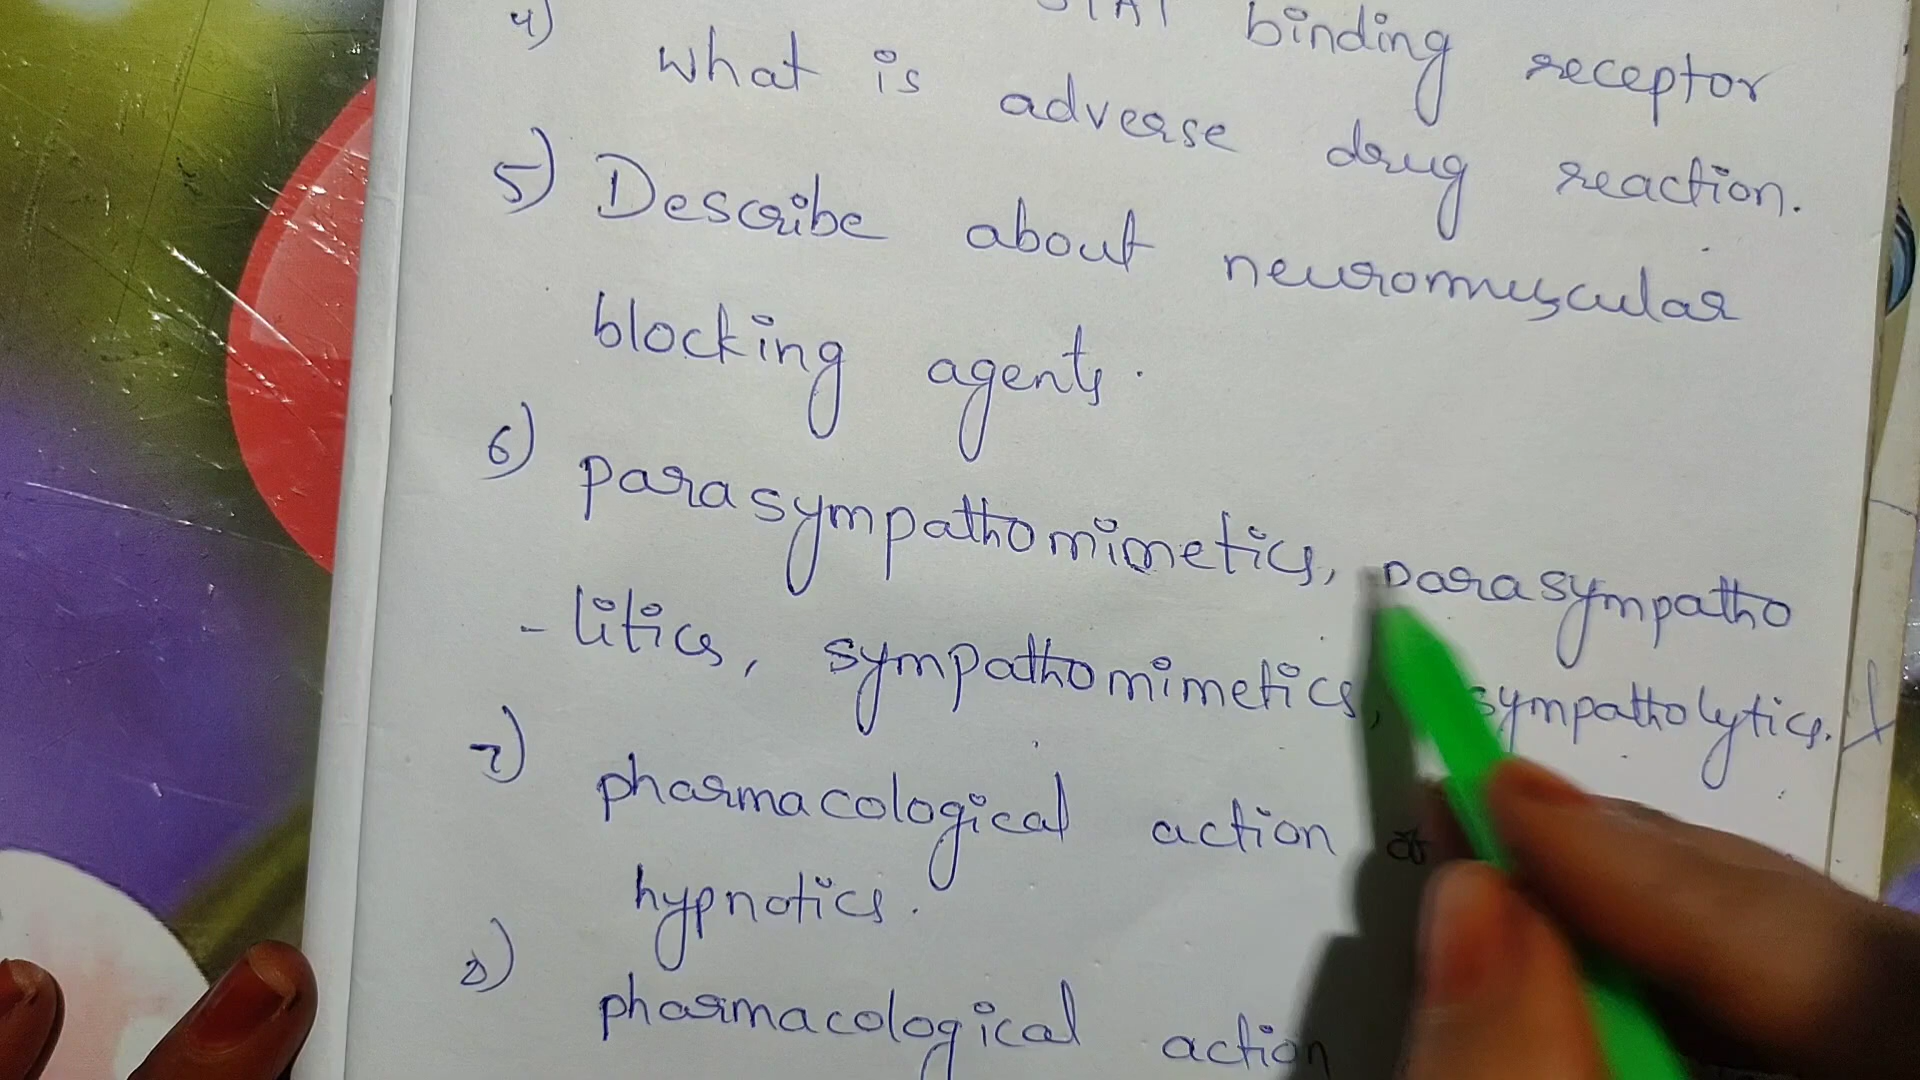 binding receptor
4) what is adverse drug reaction.
5) Describe about neuromuscular
blocking agents.
6) parasympathomimetics, parasympatho
- litics, sympathomimetics, sympatholytics.
7) pharmacological action
hypnotics.
8) pharmacological action